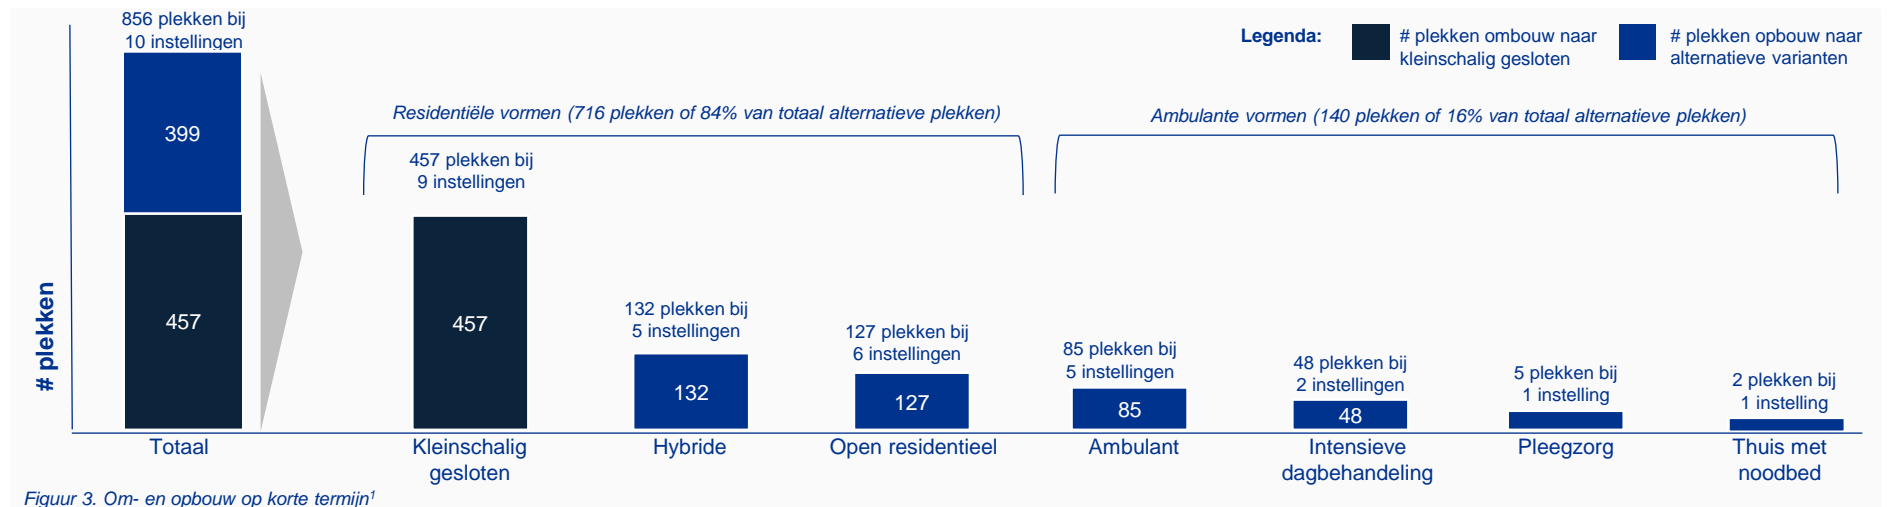 856 plekken bij
10 instellingen
Legenda:
# plekken ombouw naar
kleinschalig gesloten
# plekken opbouw naar
alternatieve varianten
Residentiële vormen (716 plekken of 84% van totaal alternatieve plekken)
Ambulante vormen (140 plekken of 16% van totaal alternatieve plekken)
# plekken
399
457
457 plekken bij
9 instellingen
457
132 plekken bij
5 instellingen
132
127 plekken bij
6 instellingen
127
85 plekken bij
5 instellingen
85
48 plekken bij
2 instellingen
48
5 plekken bij
1 instelling
2 plekken bij
1 instelling
Totaal
Kleinschalig
gesloten
Hybride
Open residentieel
Ambulant
Intensieve
dagbehandeling
Pleegzorg
Thuis met
noodbed
Figuur 3. Om- en opbouw op korte termijn¹